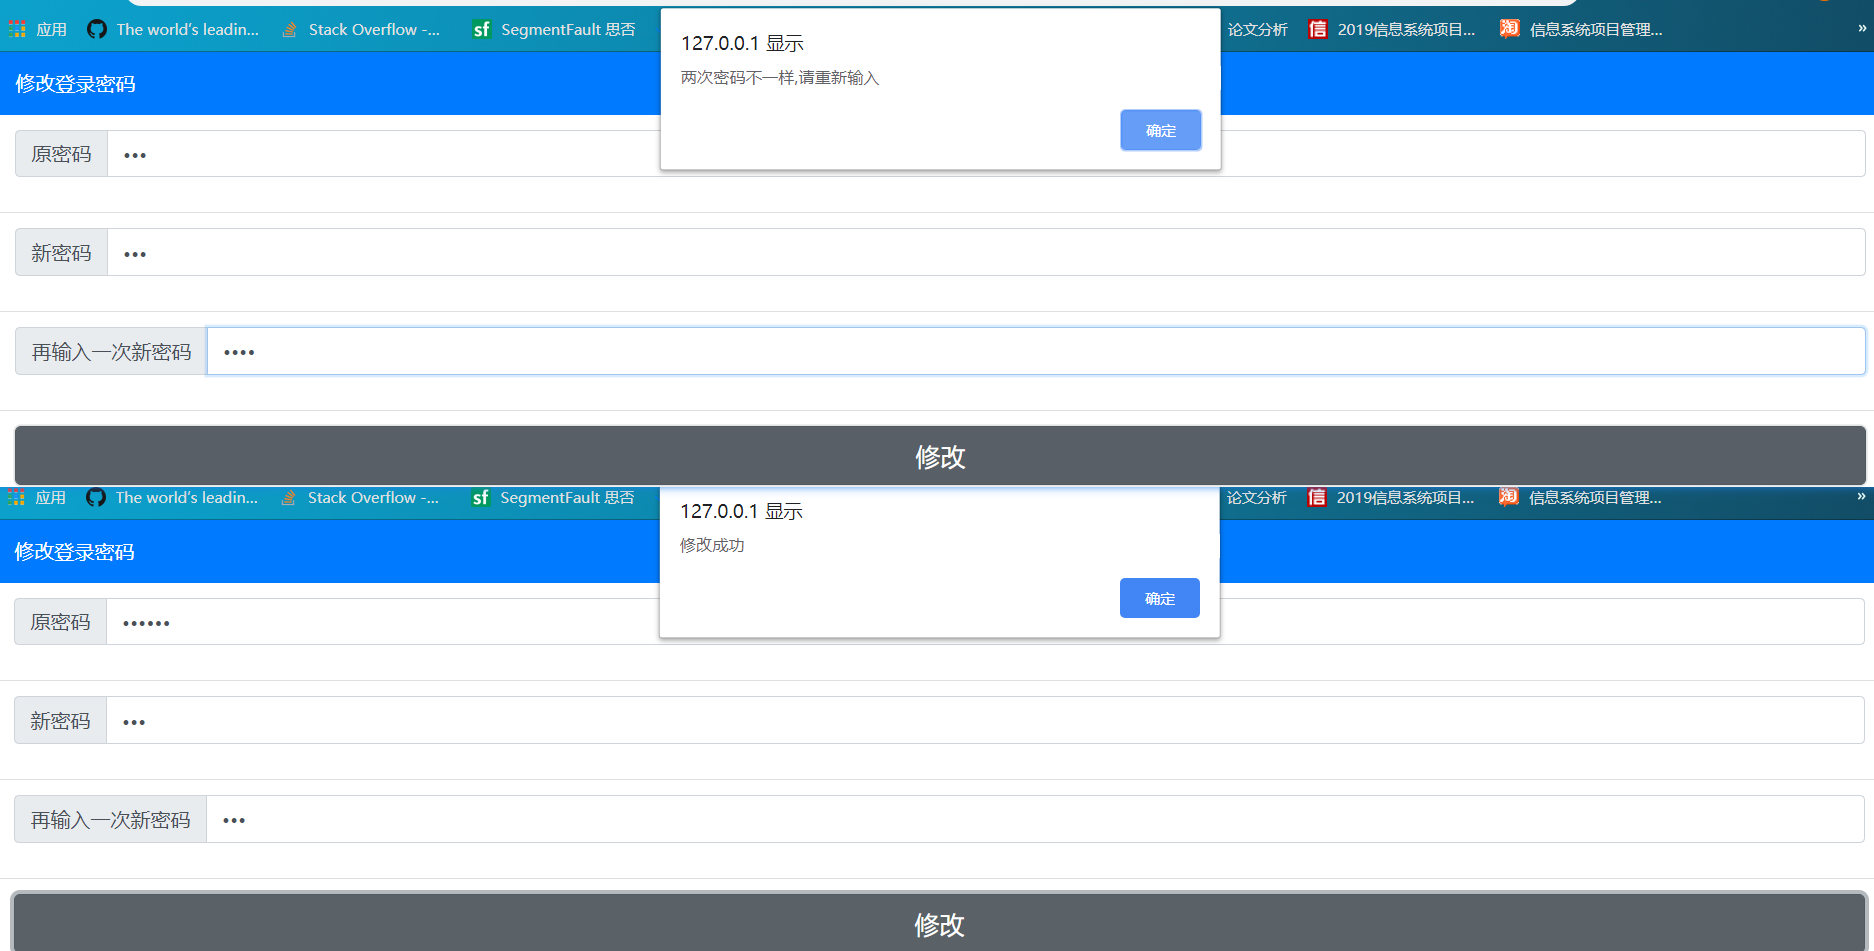 应用 The world's leadin... Stack Overflow -... SegmentFault 思否 论文分析 2019信息系统项目... 信息系统项目管理... »
127.0.0.1 显示
两次密码不一样,请重新输入
确定
修改登录密码
原密码 •••
新密码 •••
再输入一次新密码 ••••
修改
应用 The world's leadin... Stack Overflow -... SegmentFault 思否 论文分析 2019信息系统项目... 信息系统项目管理... »
127.0.0.1 显示
修改成功
确定
修改登录密码
原密码 ••••••
新密码 •••
再输入一次新密码 •••
修改